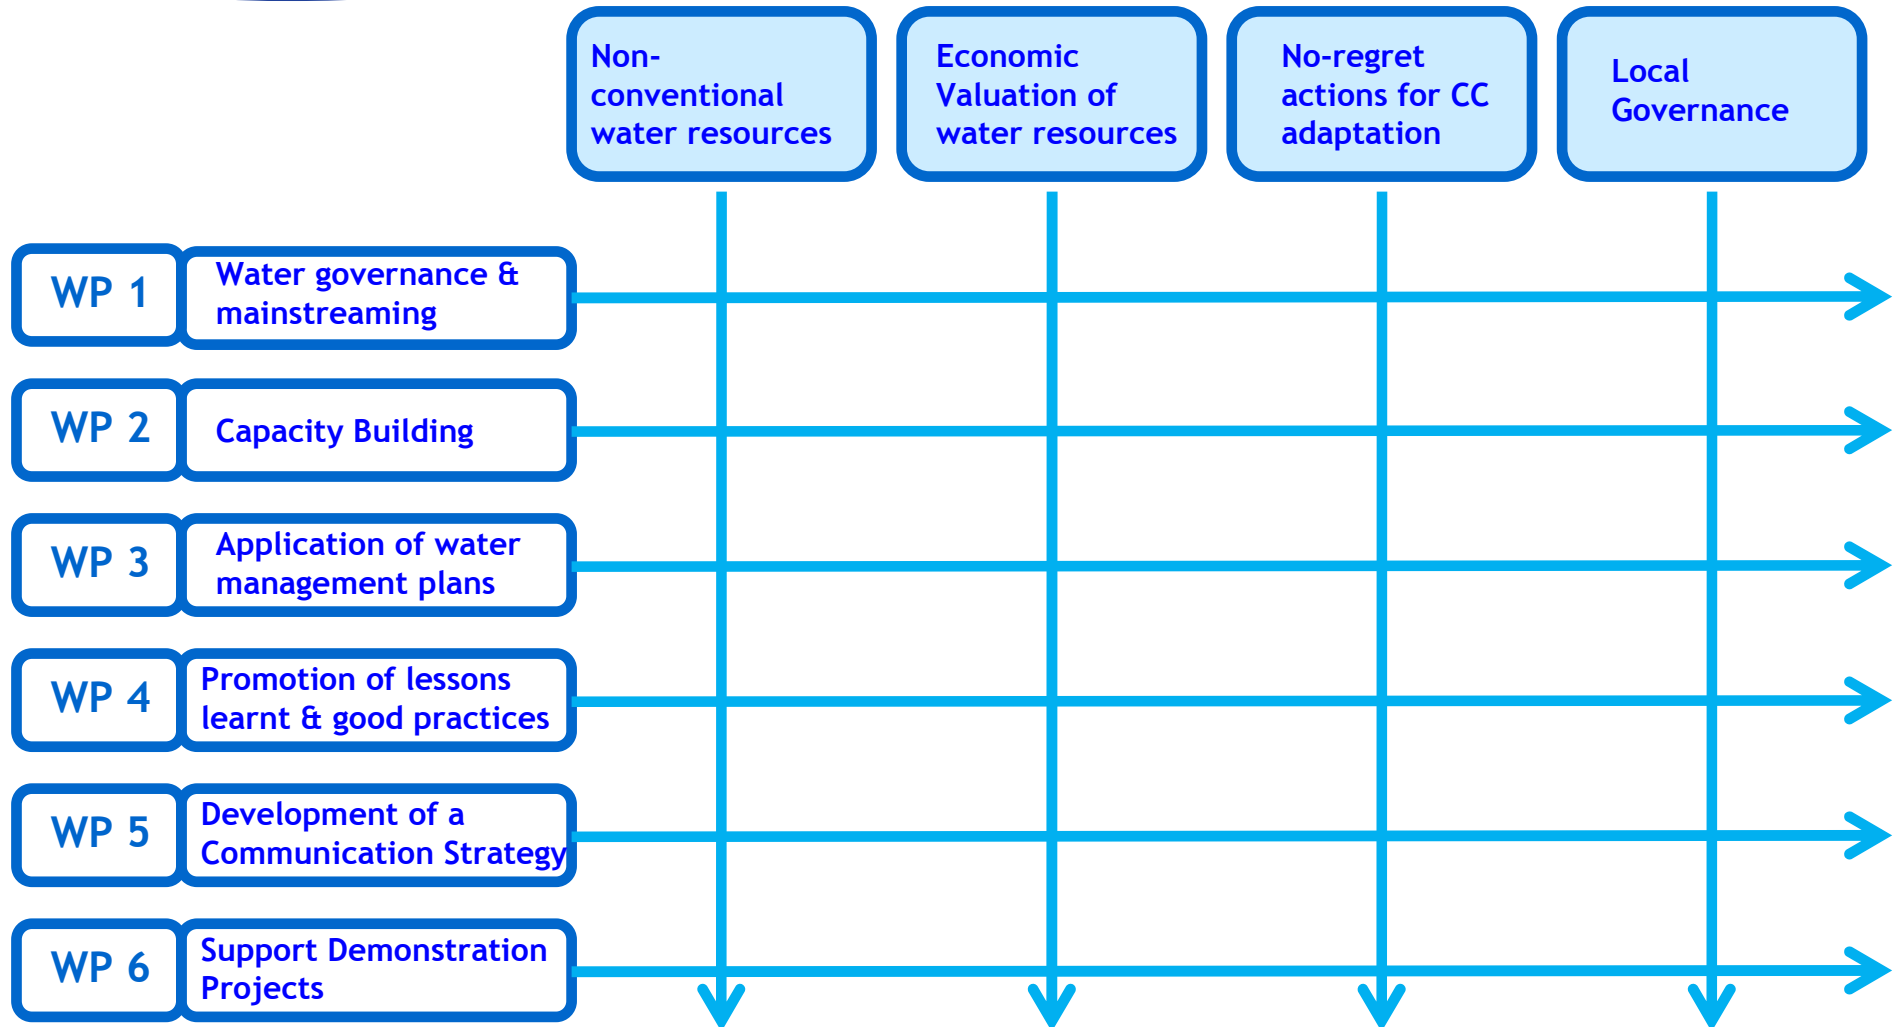 Non-
conventional
water resources
Economic
Valuation of
water resources
No-regret
actions for CC
adaptation
Local
Governance
WP 1
Water governance &
mainstreaming
WP 2
Capacity Building
WP 3
Application of water
management plans
WP 4
Promotion of lessons
learnt & good practices
WP 5
Development of a
Communication Strategy
WP 6
Support Demonstration
Projects